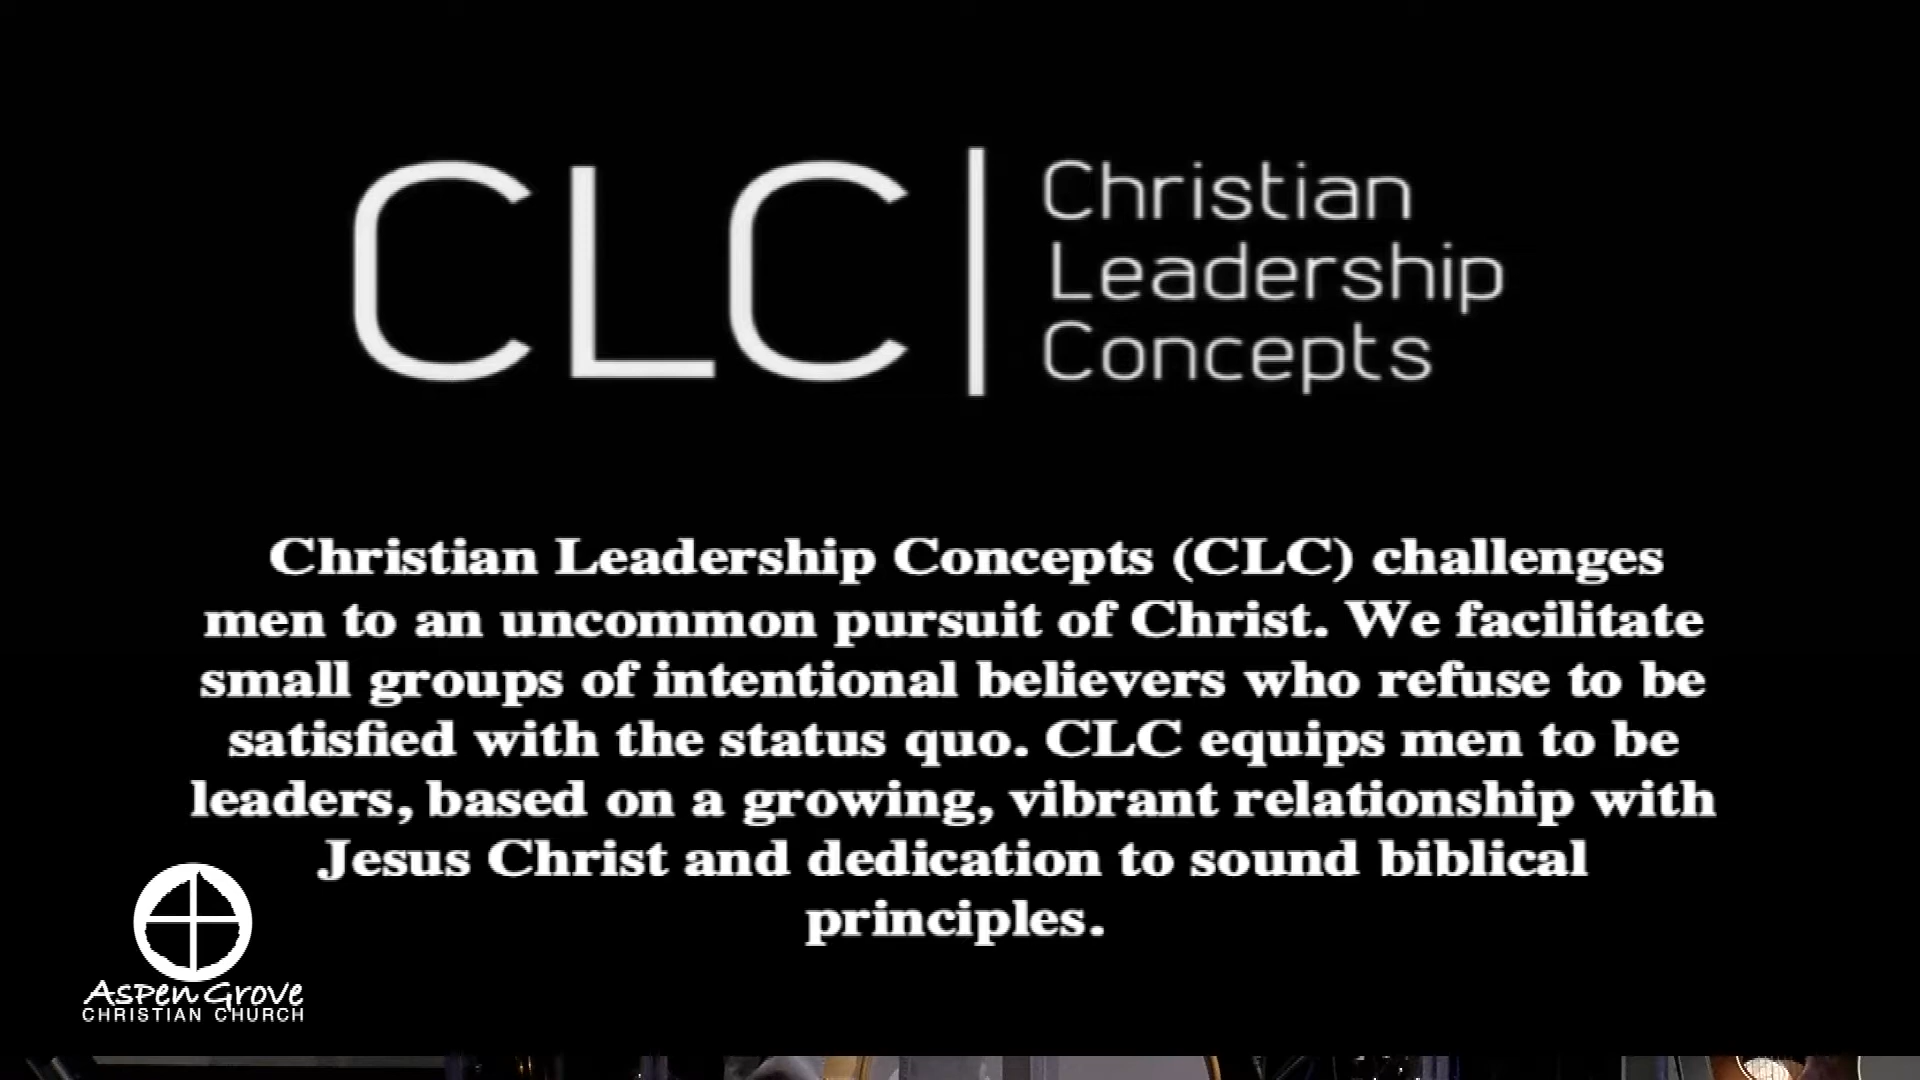 CLC
Christian
Leadership
Concepts
Christian Leadership Concepts (CLC) challenges
men to an uncommon pursuit of Christ. We facilitate
small groups of intentional believers who refuse to be
satisfied with the status quo. CLC equips men to be
leaders, based on a growing, vibrant relationship with
Jesus Christ and dedication to sound biblical
principles.
Aspen Grove
CHRISTIAN CHURCH